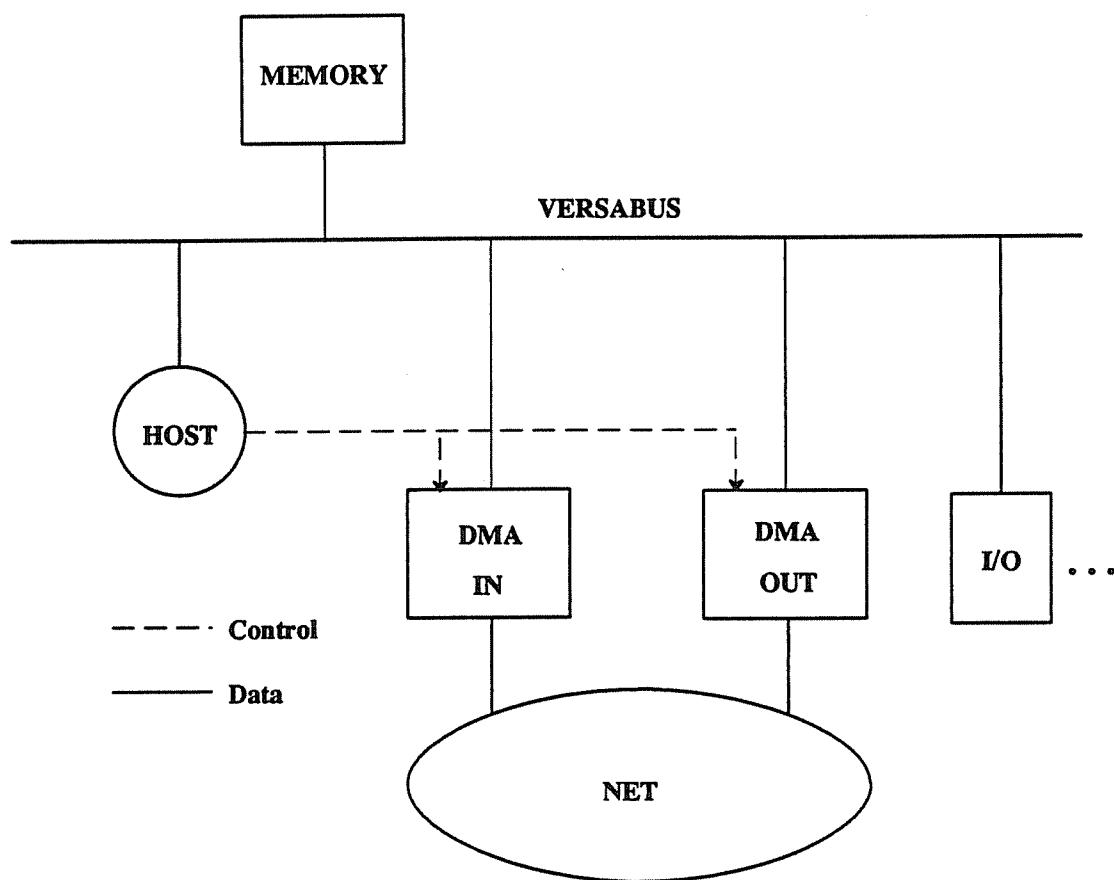 MEMORY
VERSABUS
HOST
DMA
IN
DMA
OUT
I/O
...
Control
Data
NET